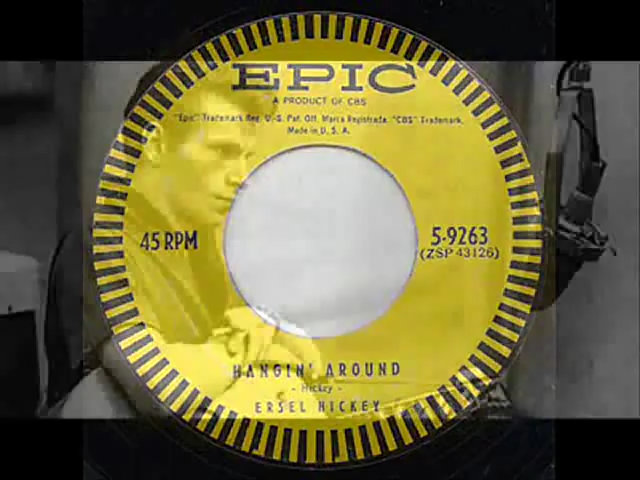 EPIC
A PRODUCT OF CBS
"Epic" Trademark Reg. U.S. Pat. Off. Marca Registrada. "CBS" Trademark.
Made in U.S.A.
45 RPM
5-9263
(ZSP 43126)
HANGIN' AROUND
- Hickey -
ERSEL HICKEY